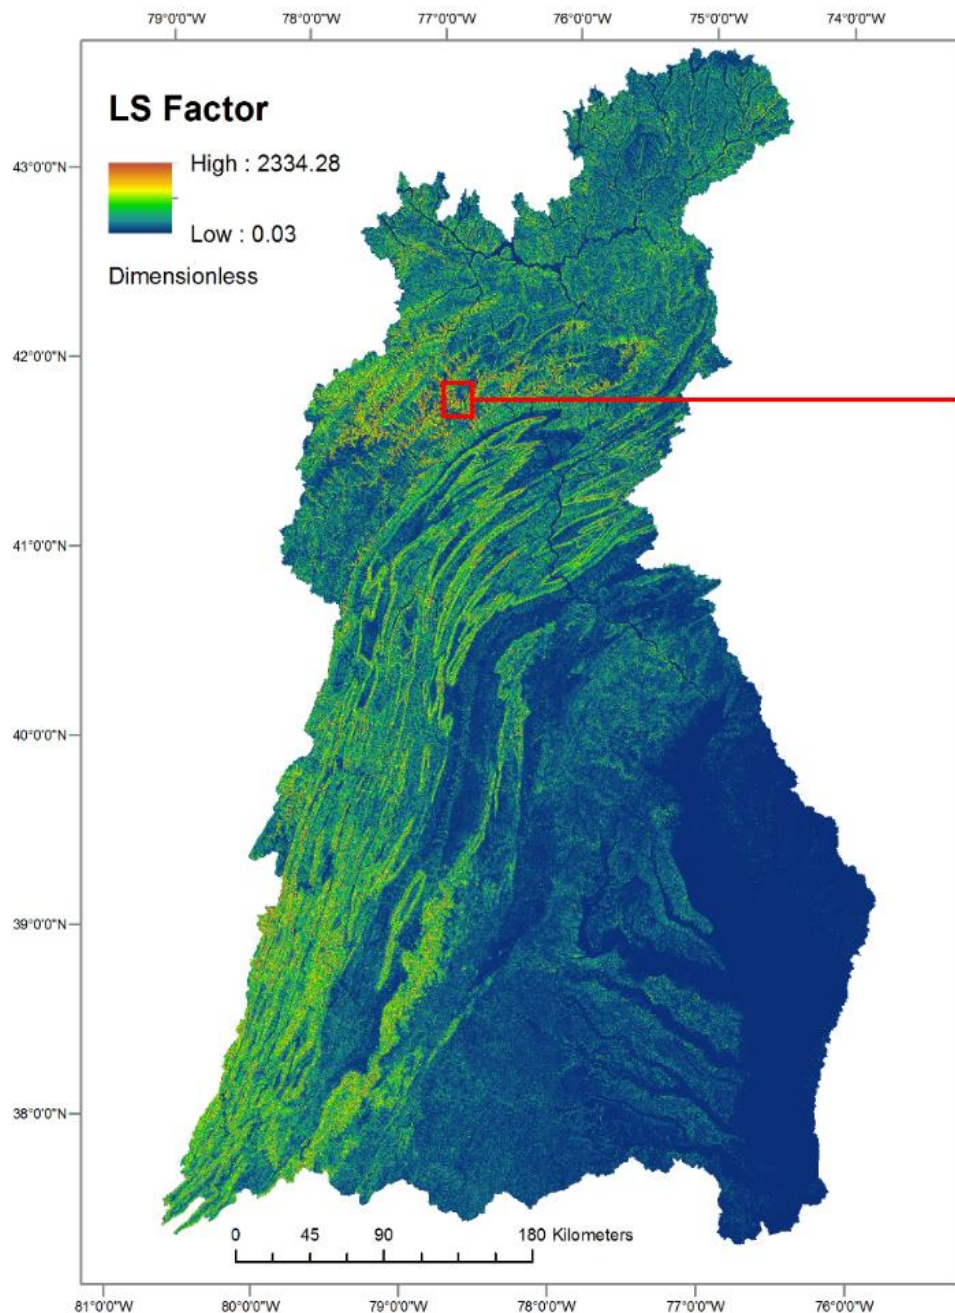 79°0'0"W 78°0'0"W 77°0'0"W 76°0'0"W 75°0'0"W 74°0'0"W
LS Factor
High : 2334.28
Low : 0.03
Dimensionless
43°0'0"N
42°0'0"N
41°0'0"N
40°0'0"N
39°0'0"N
38°0'0"N
0 45 90 180 Kilometers
81°0'0"W 80°0'0"W 79°0'0"W 78°0'0"W 77°0'0"W 76°0'0"W